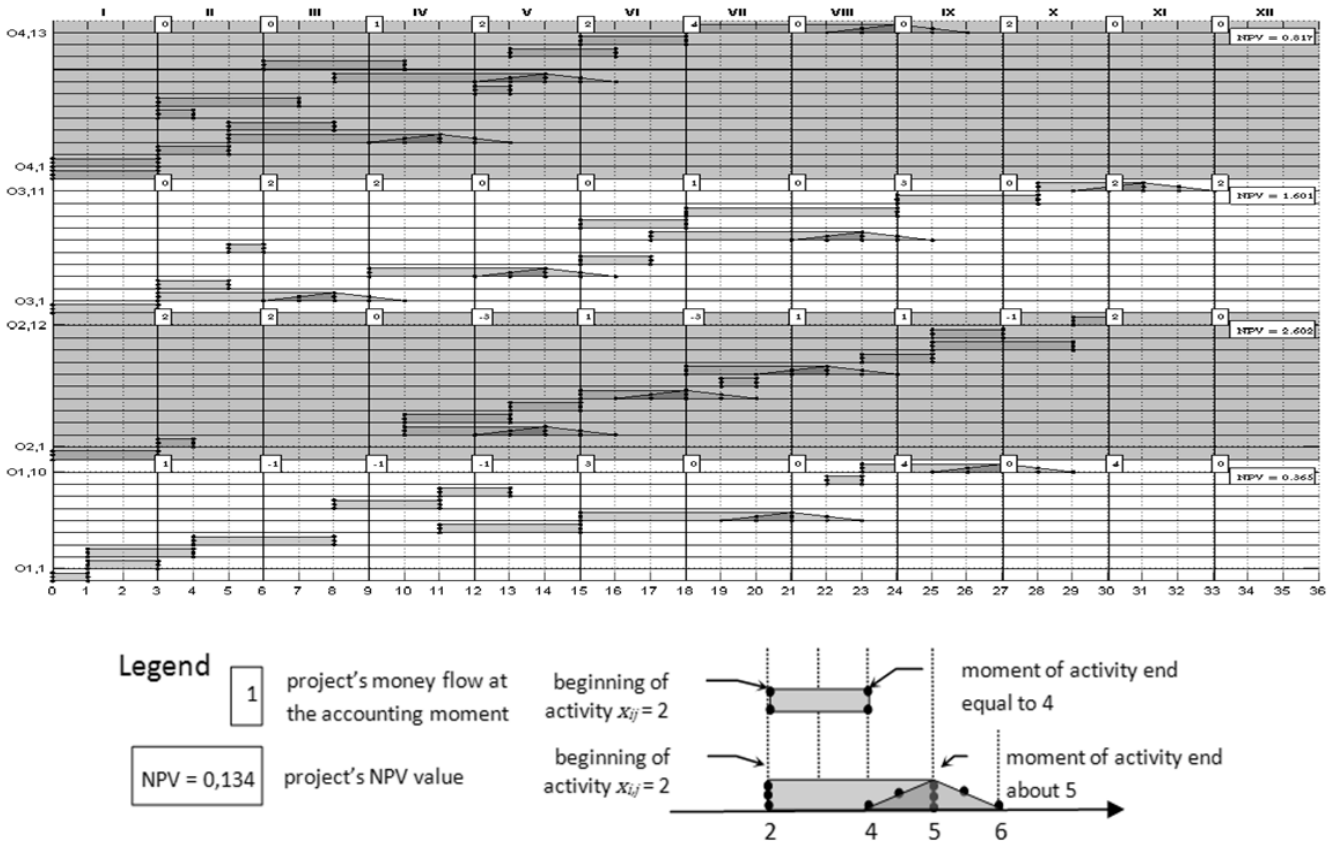 I II III IV V VI VII VIII IX X XI XII
O4,13 0 0 1 2 2 4 0 0 2 0 0
NPV = 0.817
O4,1
O3,11 0 2 2 0 0 1 0 3 0 2 2
NPV = 1.601
O3,1
O2,12 2 2 0 -3 1 -3 1 1 -1 2 0
NPV = 2.602
O2,1
O1,10 1 -1 -1 -1 3 0 0 4 0 4 0
NPV = 0.365
O1,1
0 1 2 3 4 5 6 7 8 9 10 11 12 13 14 15 16 17 18 19 20 21 22 23 24 25 26 27 28 29 30 31 32 33 34 35 36
Legend
1
project's money flow at
the accounting moment
NPV = 0,134
project's NPV value
beginning of
activity xij = 2
moment of activity end
equal to 4
beginning of
activity xi,j = 2
moment of activity end
about 5
2 4 5 6